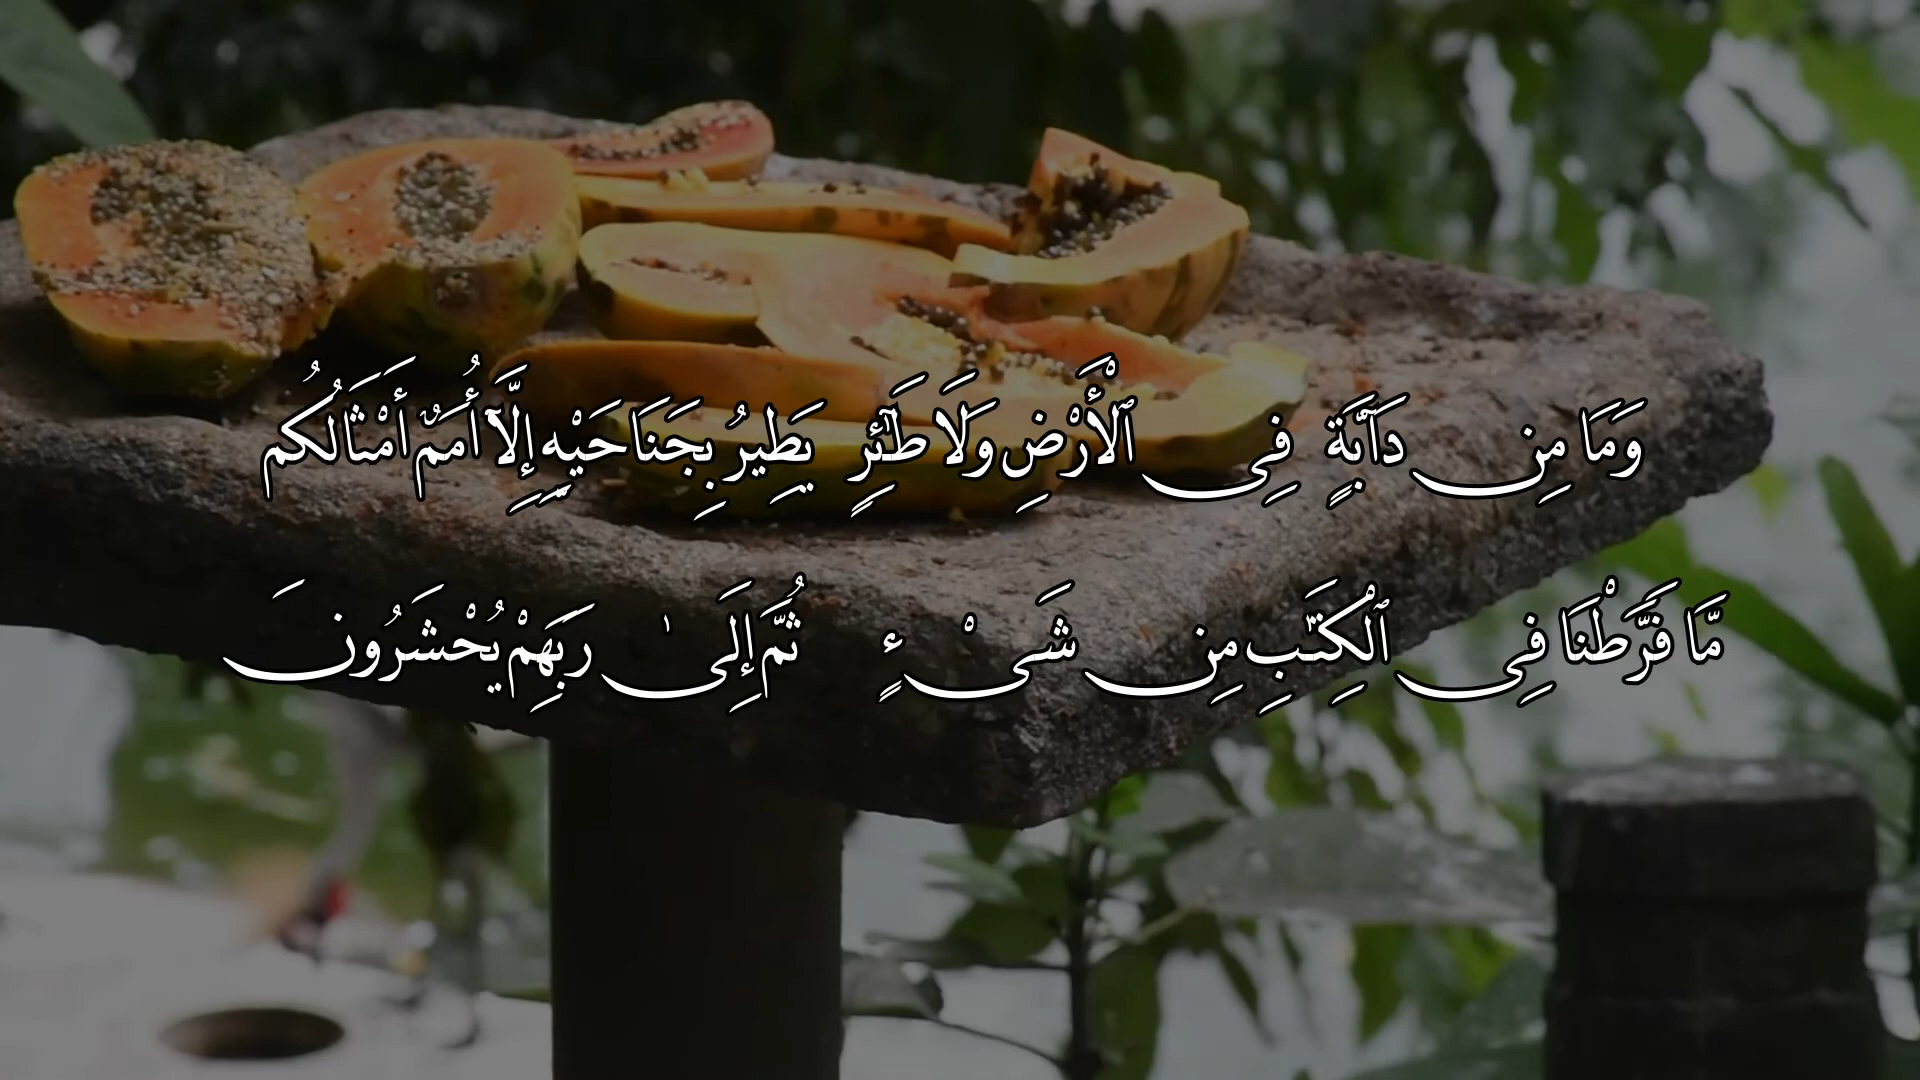 وَمَا مِن دَآبَّةٍ فِى ٱلْأَرْضِ وَلَا طَـٰٓئِرٍ يَطِيرُ بِجَنَاحَيْهِ إِلَّآ أُمَمٌ أَمْثَالُكُم
مَّا فَرَّطْنَا فِى ٱلْكِتَـٰبِ مِن شَىْءٍ ثُمَّ إِلَىٰ رَبِّهِمْ يُحْشَرُونَ